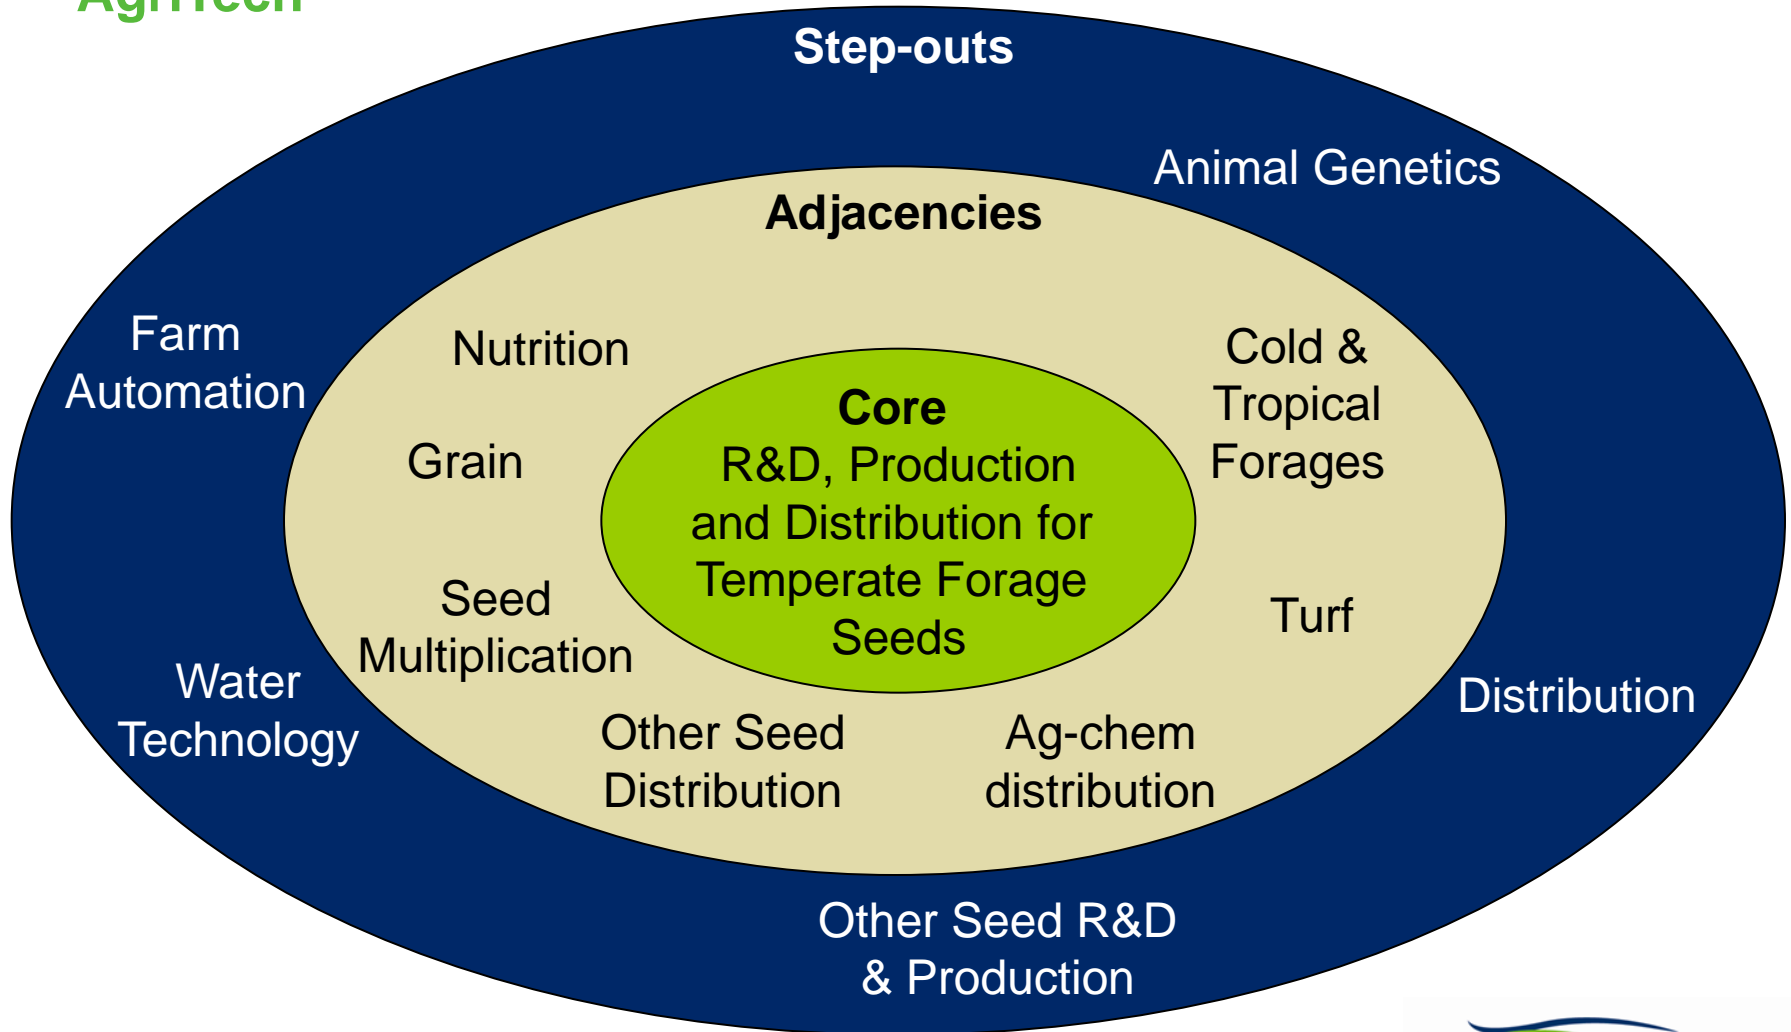 AgriTech
Step-outs
Animal Genetics
Adjacencies
Farm
Automation
Nutrition
Cold &
Tropical
Forages
Grain
Core
R&D, Production
and Distribution for
Temperate Forage
Seeds
Seed
Multiplication
Turf
Water
Technology
Distribution
Other Seed
Distribution
Ag-chem
distribution
Other Seed R&D
& Production